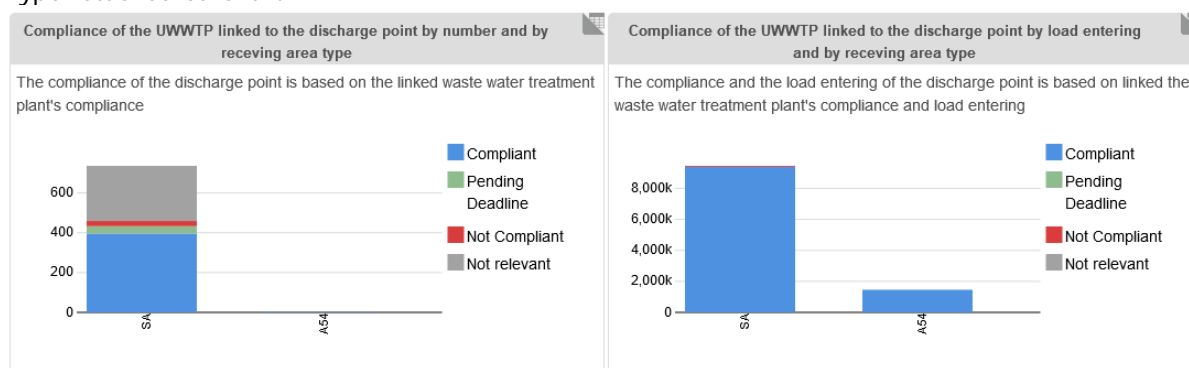 Compliance of the UWWTP linked to the discharge point by number and by
receving area type
The compliance of the discharge point is based on the linked waste water treatment
plant's compliance
600
400
200
0
SA
A54
Compliant
Pending
Deadline
Not Compliant
Not relevant
Compliance of the UWWTP linked to the discharge point by load entering
and by receving area type
The compliance and the load entering of the discharge point is based on linked the
waste water treatment plant's compliance and load entering
8,000k
6,000k
4,000k
2,000k
0
SA
A54
Compliant
Pending
Deadline
Not Compliant
Not relevant